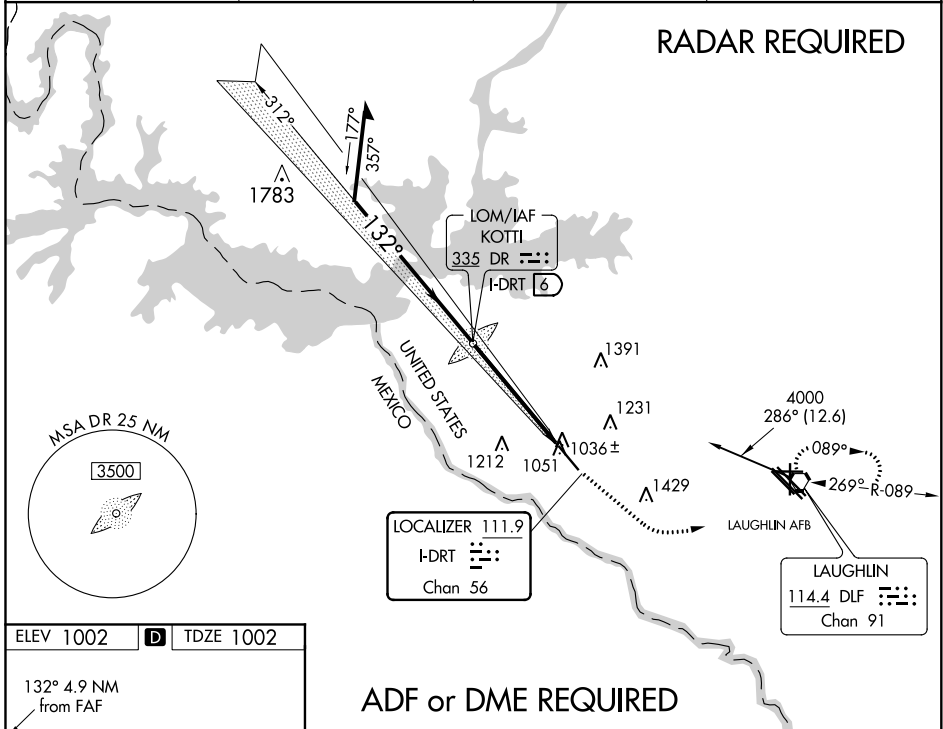 RADAR REQUIRED
312°
177°
357°
1783
132°
LOM/IAF
KOTTI
335 DR
I-DRT 6
UNITED STATES
MEXICO
1391
1231
1212
1051
1036±
1429
4000
286° (12.6)
089°
269°
R-089
LAUGHLIN AFB
MSA DR 25 NM
3500
LOCALIZER 111.9
I-DRT
Chan 56
LAUGHLIN
114.4 DLF
Chan 91
ELEV 1002 D TDZE 1002
132° 4.9 NM
from FAF
ADF or DME REQUIRED